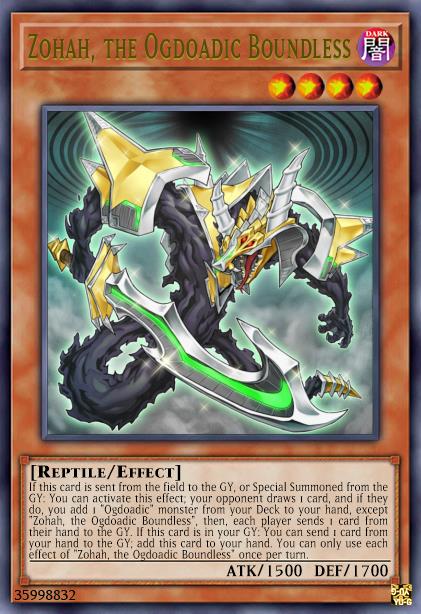 ZOHAH, THE OGDOADIC BOUNDLESS
DARK
闇
[REPTILE/EFFECT]
If this card is sent from the field to the GY, or Special Summoned from the
GY: You can activate this effect; your opponent draws 1 card, and if they
do, you add 1 "Ogdoadic" monster from your Deck to your hand, except
"Zohah, the Ogdoadic Boundless", then, each player sends 1 card from
their hand to the GY. If this card is in your GY: You can send 1 card from
your hand to the GY; add this card to your hand. You can only use each
effect of "Zohah, the Ogdoadic Boundless" once per turn.
ATK/1500 DEF/1700
35998832